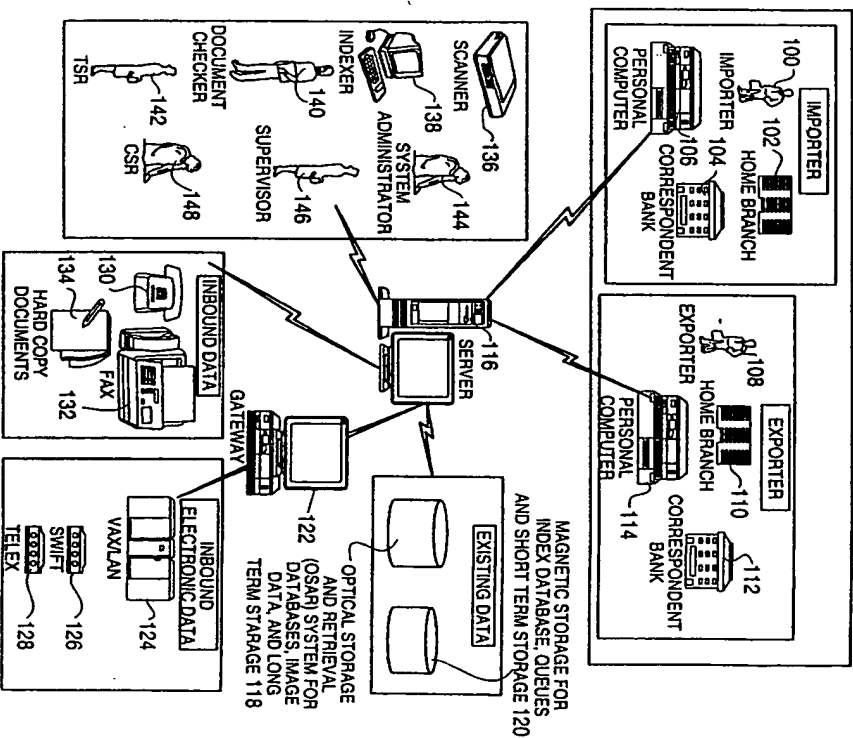 IMPORTER
100
IMPORTER
102
HOME BRANCH
104
CORRESPONDENT
BANK
106
PERSONAL
COMPUTER
EXPORTER
108
EXPORTER
HOME BRANCH
110
112
CORRESPONDENT
BANK
PERSONAL
COMPUTER
114
SCANNER
136
INDEXER
138
DOCUMENT
CHECKER
140
TSR
142
SYSTEM
ADMINISTRATOR
144
SUPERVISOR
146
CSR
148
SERVER
116
GATEWAY
122
MAGNETIC STORAGE FOR
INDEX DATABASE, QUEUES
AND SHORT TERM STORAGE 120
EXISTING DATA
OPTICAL STORAGE
AND RETRIEVAL
(OSAR) SYSTEM FOR
DATABASES, IMAGE
DATA, AND LONG
TERM STARAGE 118
INBOUND DATA
130
134
FAX
132
HARD COPY
DOCUMENTS
INBOUND
ELECTRONIC DATA
VAX/LAN
124
SWIFT
126
TELEX
128